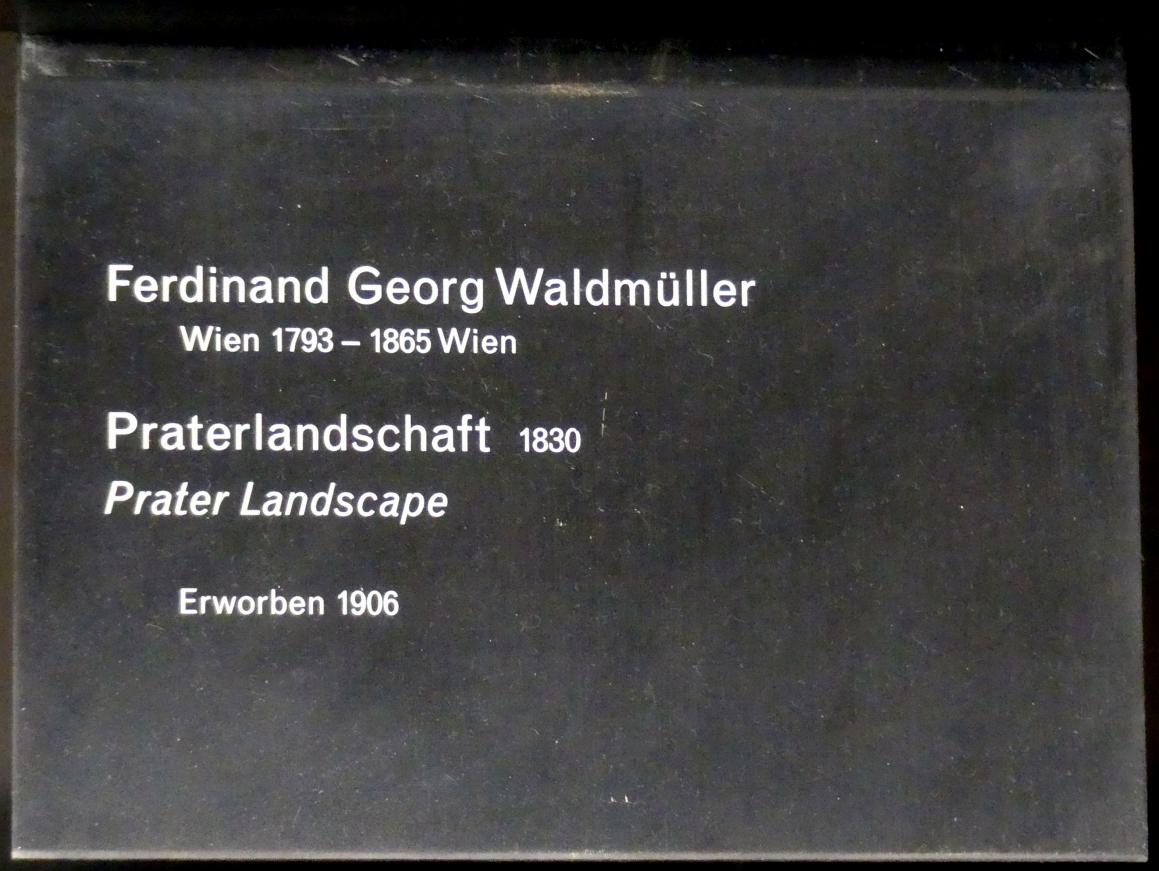 Ferdinand Georg Waldmüller
Wien 1793 – 1865 Wien
Praterlandschaft 1830
Prater Landscape
Erworben 1906